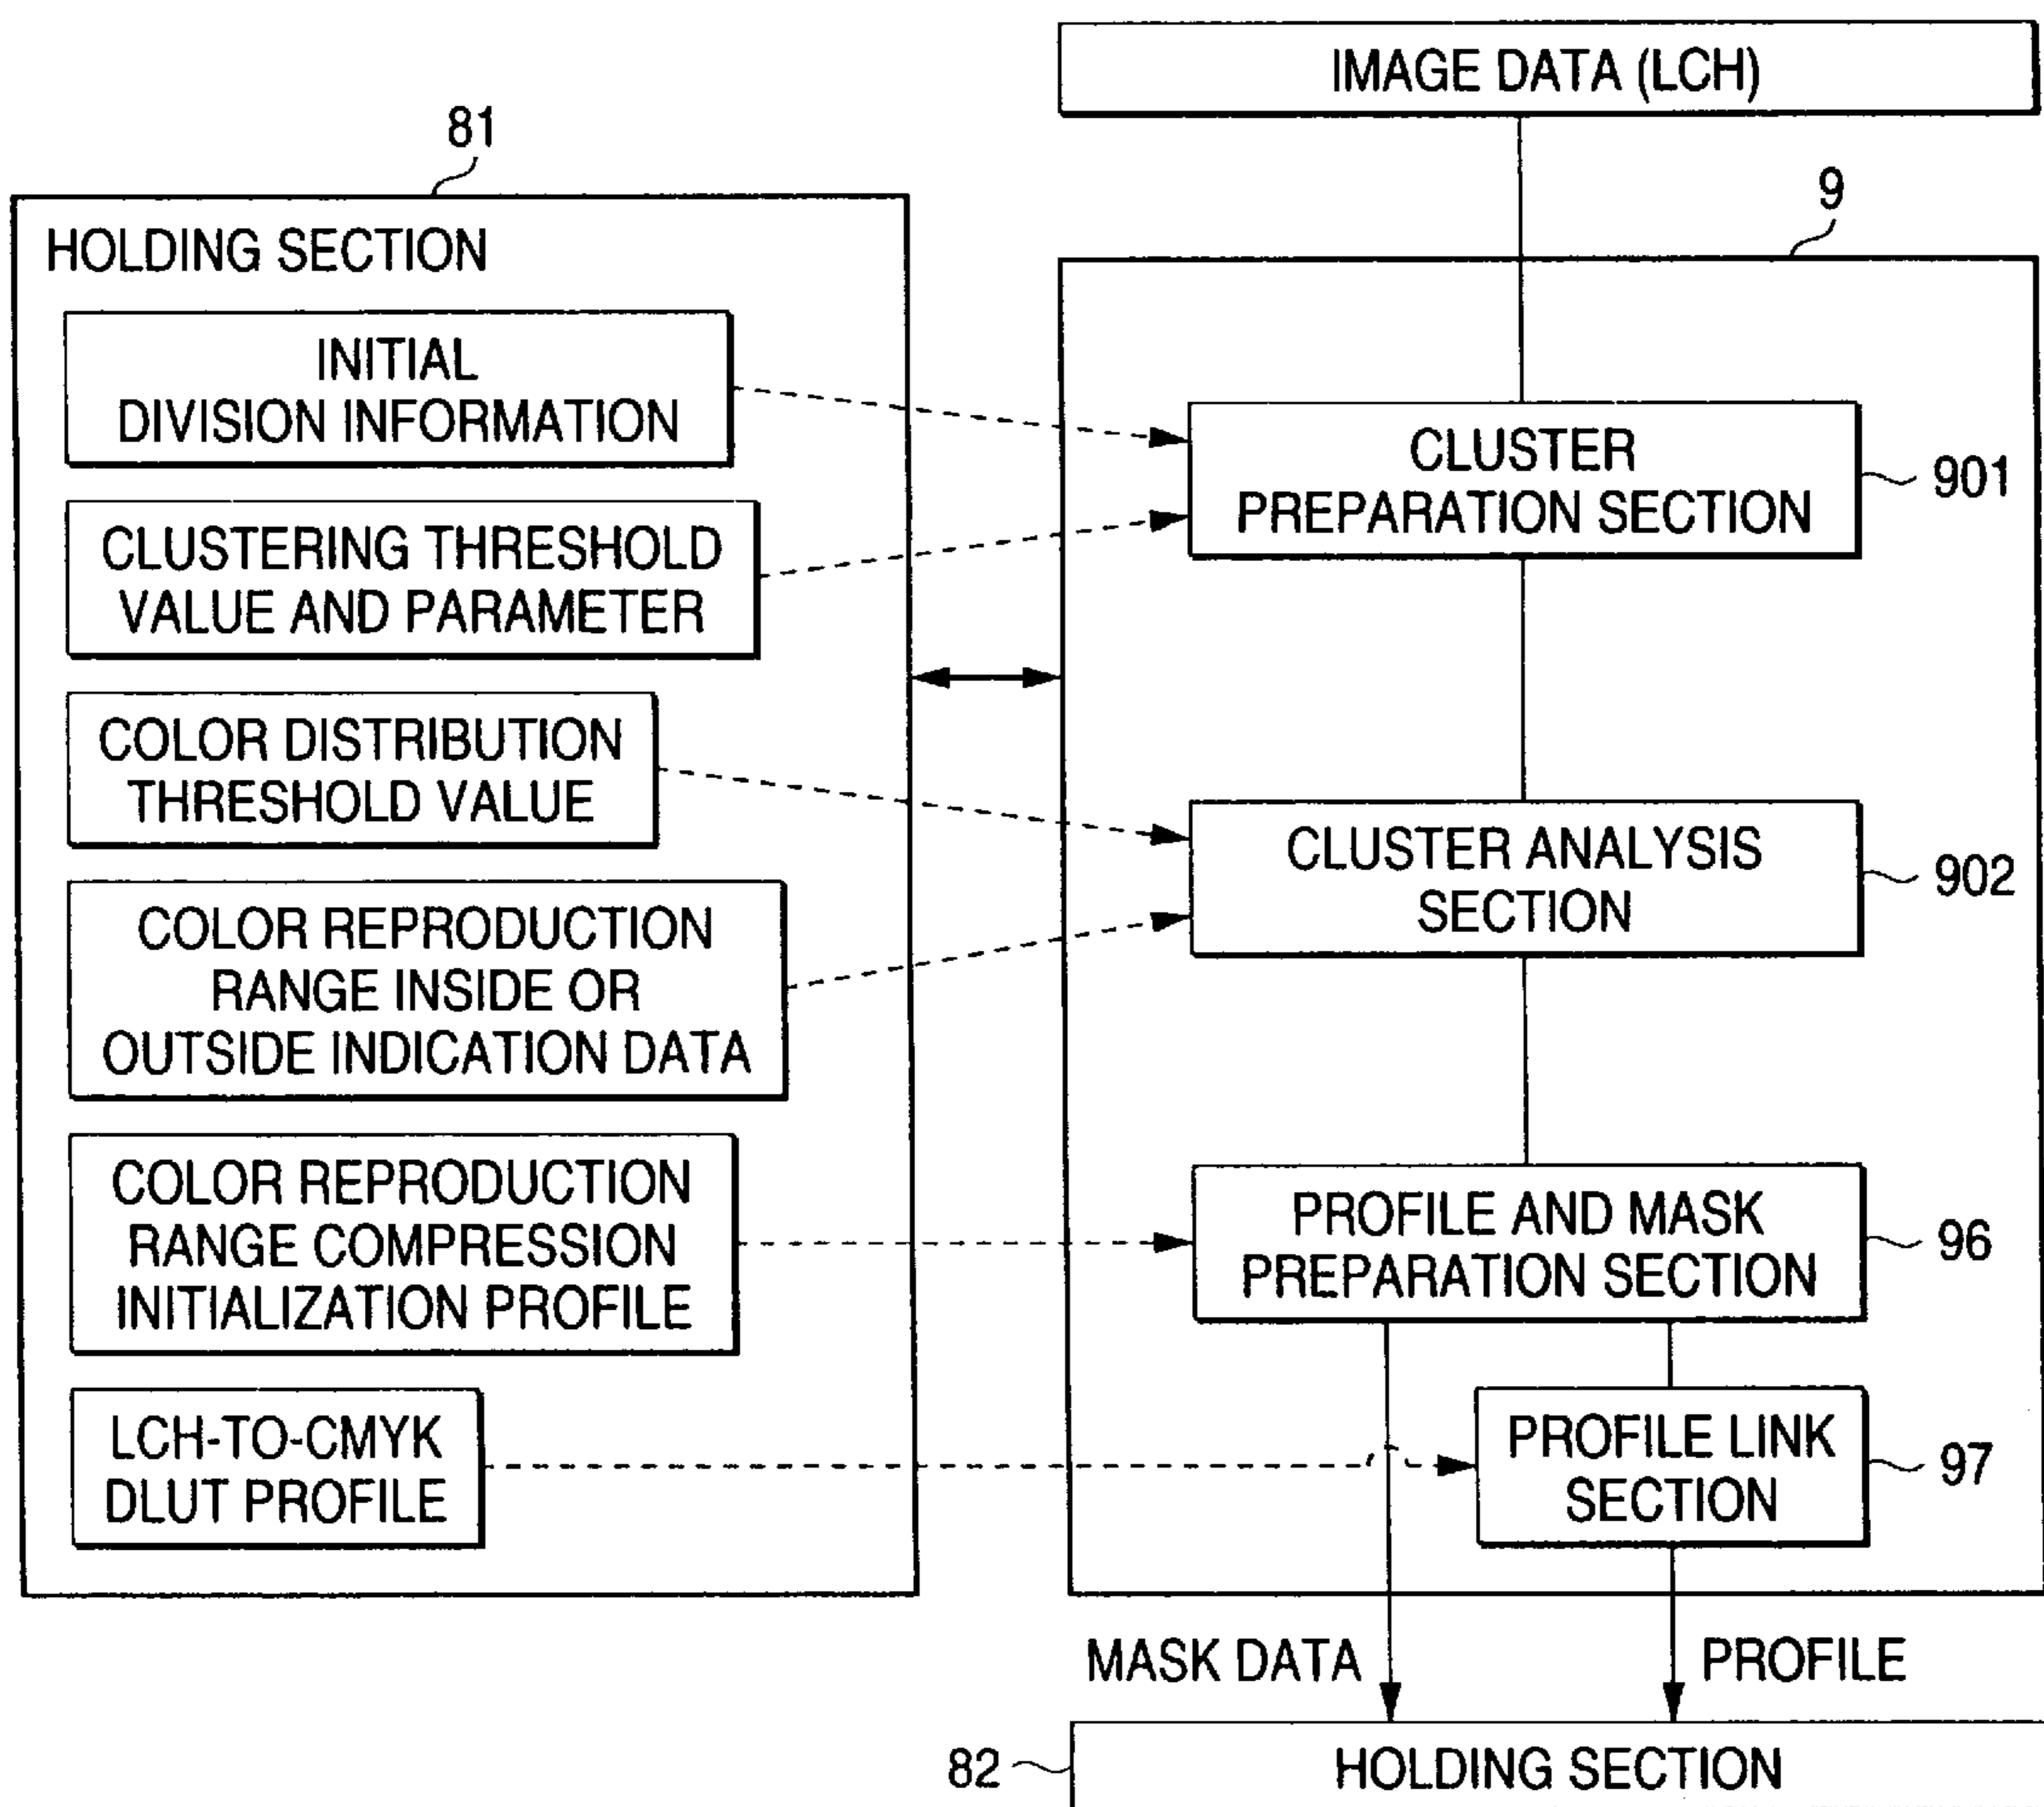 IMAGE DATA (LCH)
81
9
HOLDING SECTION
INITIAL
DIVISION INFORMATION
CLUSTERING THRESHOLD
VALUE AND PARAMETER
COLOR DISTRIBUTION
THRESHOLD VALUE
COLOR REPRODUCTION
RANGE INSIDE OR
OUTSIDE INDICATION DATA
COLOR REPRODUCTION
RANGE COMPRESSION
INITIALIZATION PROFILE
LCH-TO-CMYK
DLUT PROFILE
CLUSTER
PREPARATION SECTION
901
CLUSTER ANALYSIS
SECTION
902
PROFILE AND MASK
PREPARATION SECTION
96
PROFILE LINK
SECTION
97
MASK DATA
PROFILE
82
HOLDING SECTION